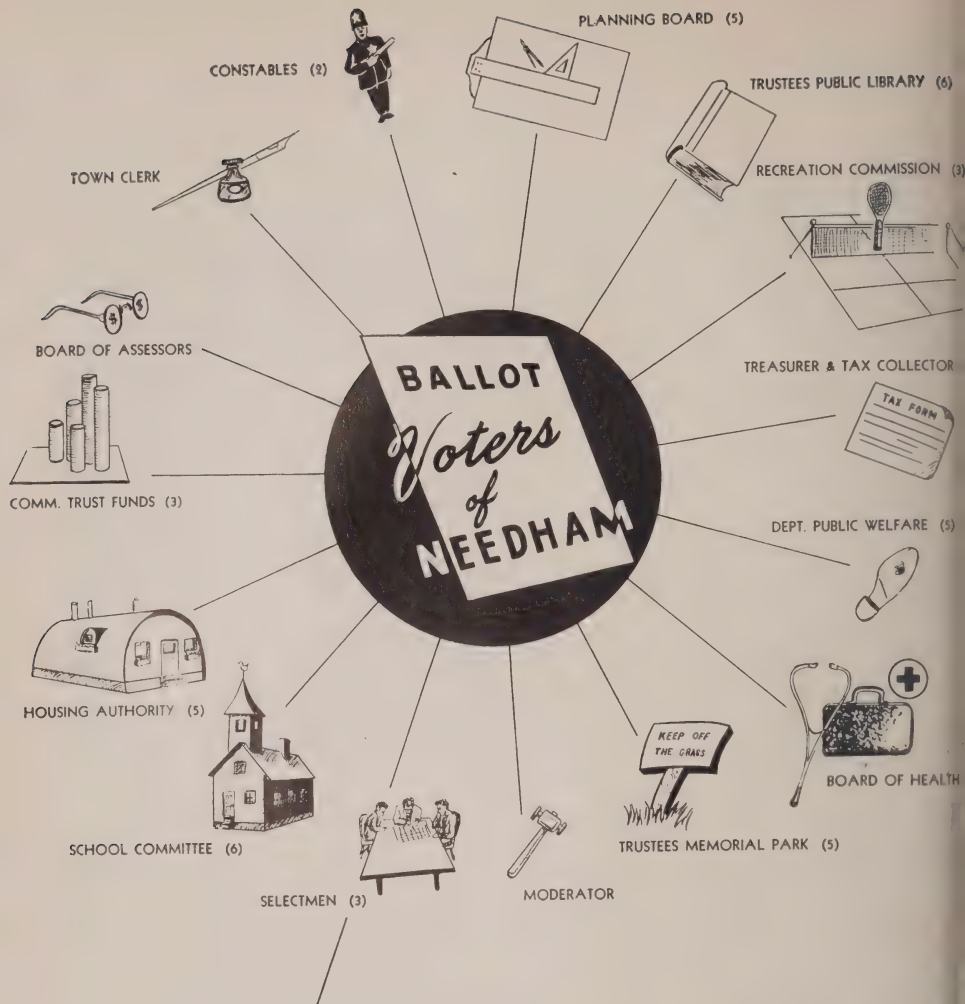 PLANNING BOARD (5)
CONSTABLES (2)
TRUSTEES PUBLIC LIBRARY (6)
TOWN CLERK
RECREATION COMMISSION (3)
BOARD OF ASSESSORS
TREASURER & TAX COLLECTOR
TAX FORM
COMM. TRUST FUNDS (3)
BALLOT
Voters
of
NEEDHAM
DEPT. PUBLIC WELFARE (5)
HOUSING AUTHORITY (5)
KEEP OFF
THE GRASS
BOARD OF HEALTH
SCHOOL COMMITTEE (6)
TRUSTEES MEMORIAL PARK (5)
SELECTMEN (3)
MODERATOR